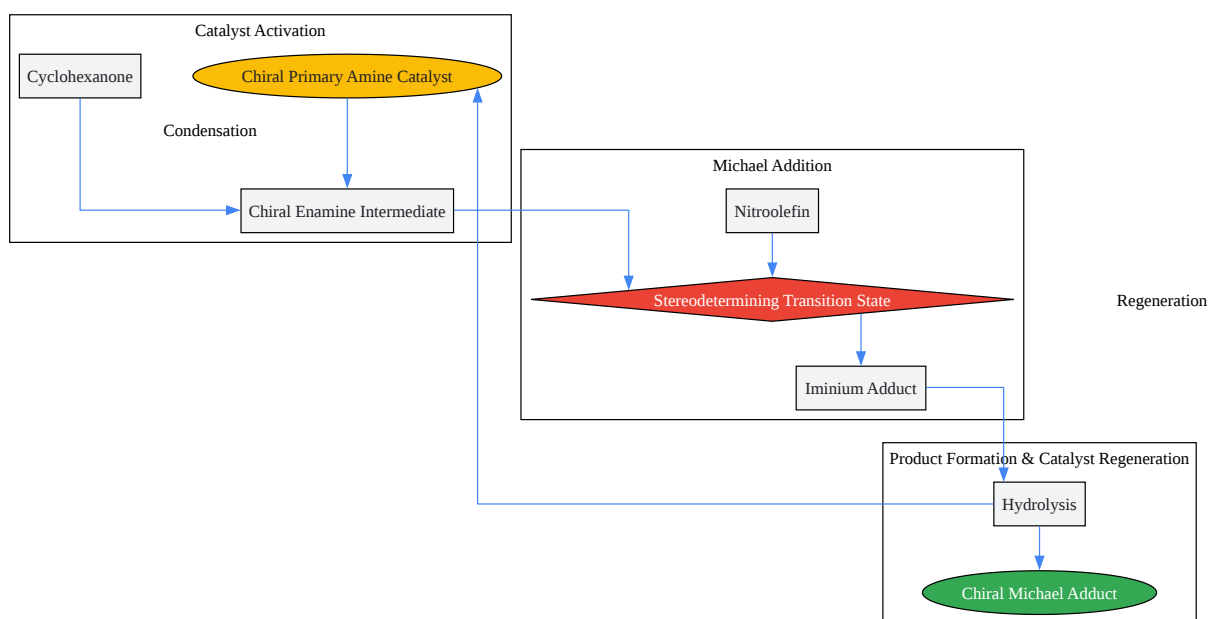 Catalyst Activation
Cyclohexanone
Chiral Primary Amine Catalyst
Condensation
Chiral Enamine Intermediate
Michael Addition
Nitroolefin
Stereodetermining Transition State
Regeneration
Iminium Adduct
Product Formation & Catalyst Regeneration
Hydrolysis
Chiral Michael Adduct